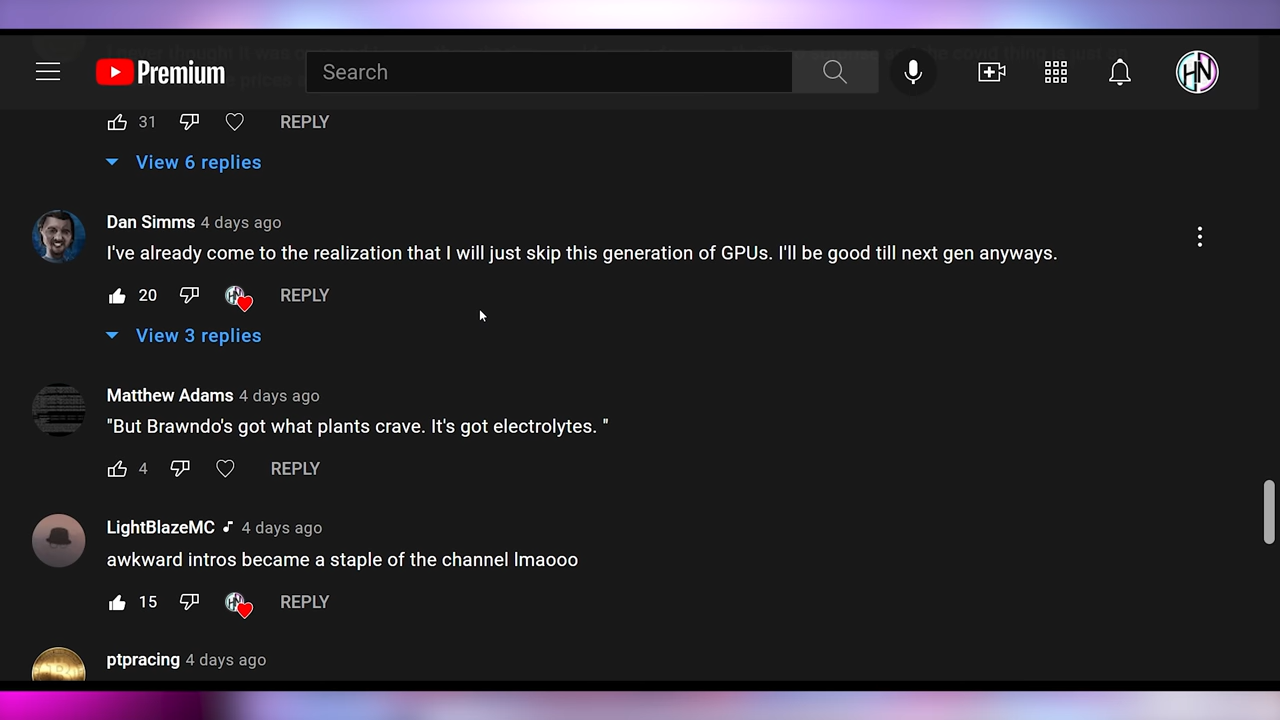 Premium
Search
HN
31
REPLY
View 6 replies
Dan Simms 4 days ago
I've already come to the realization that I will just skip this generation of GPUs. I'll be good till next gen anyways.
20
REPLY
View 3 replies
Matthew Adams 4 days ago
"But Brawndo's got what plants crave. It's got electrolytes. "
4
REPLY
LightBlazeMC 4 days ago
awkward intros became a staple of the channel lmaooo
15
REPLY
ptpracing 4 days ago